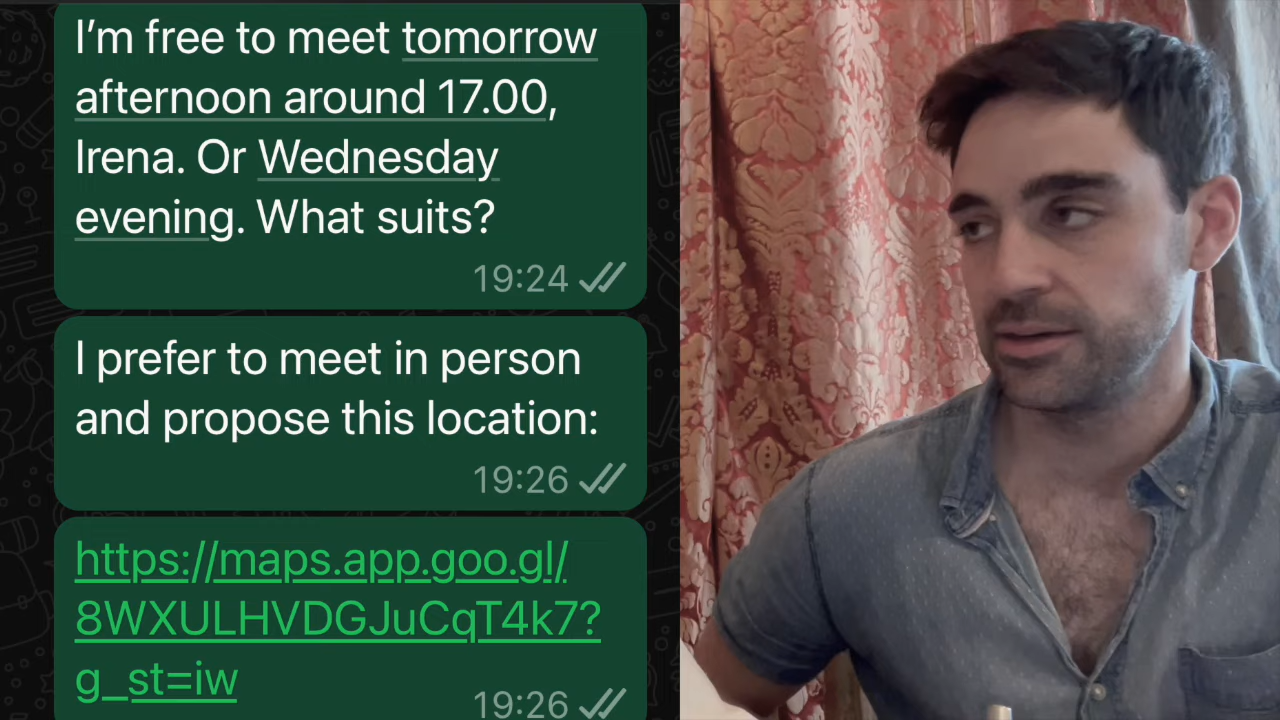 I’m free to meet tomorrow
afternoon around 17.00,
Irena. Or Wednesday
evening. What suits?
19:24
I prefer to meet in person
and propose this location:
19:26
https://maps.app.goo.gl/
8WXULHVDGJuCqT4k7?
g_st=iw
19:26